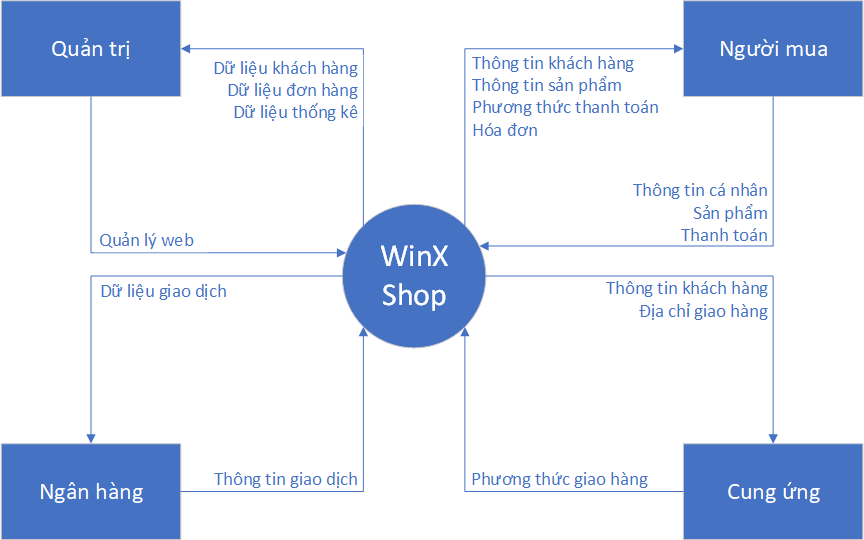 Quản trị
Người mua
Dữ liệu khách hàng
Dữ liệu đơn hàng
Dữ liệu thống kê
Thông tin khách hàng
Thông tin sản phẩm
Phương thức thanh toán
Hóa đơn
Thông tin cá nhân
Sản phẩm
Thanh toán
Quản lý web
WinX
Shop
Dữ liệu giao dịch
Thông tin khách hàng
Địa chỉ giao hàng
Ngân hàng
Thông tin giao dịch
Phương thức giao hàng
Cung ứng